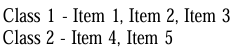 Class 1 - Item 1, Item 2, Item 3
Class 2 - Item 4, Item 5